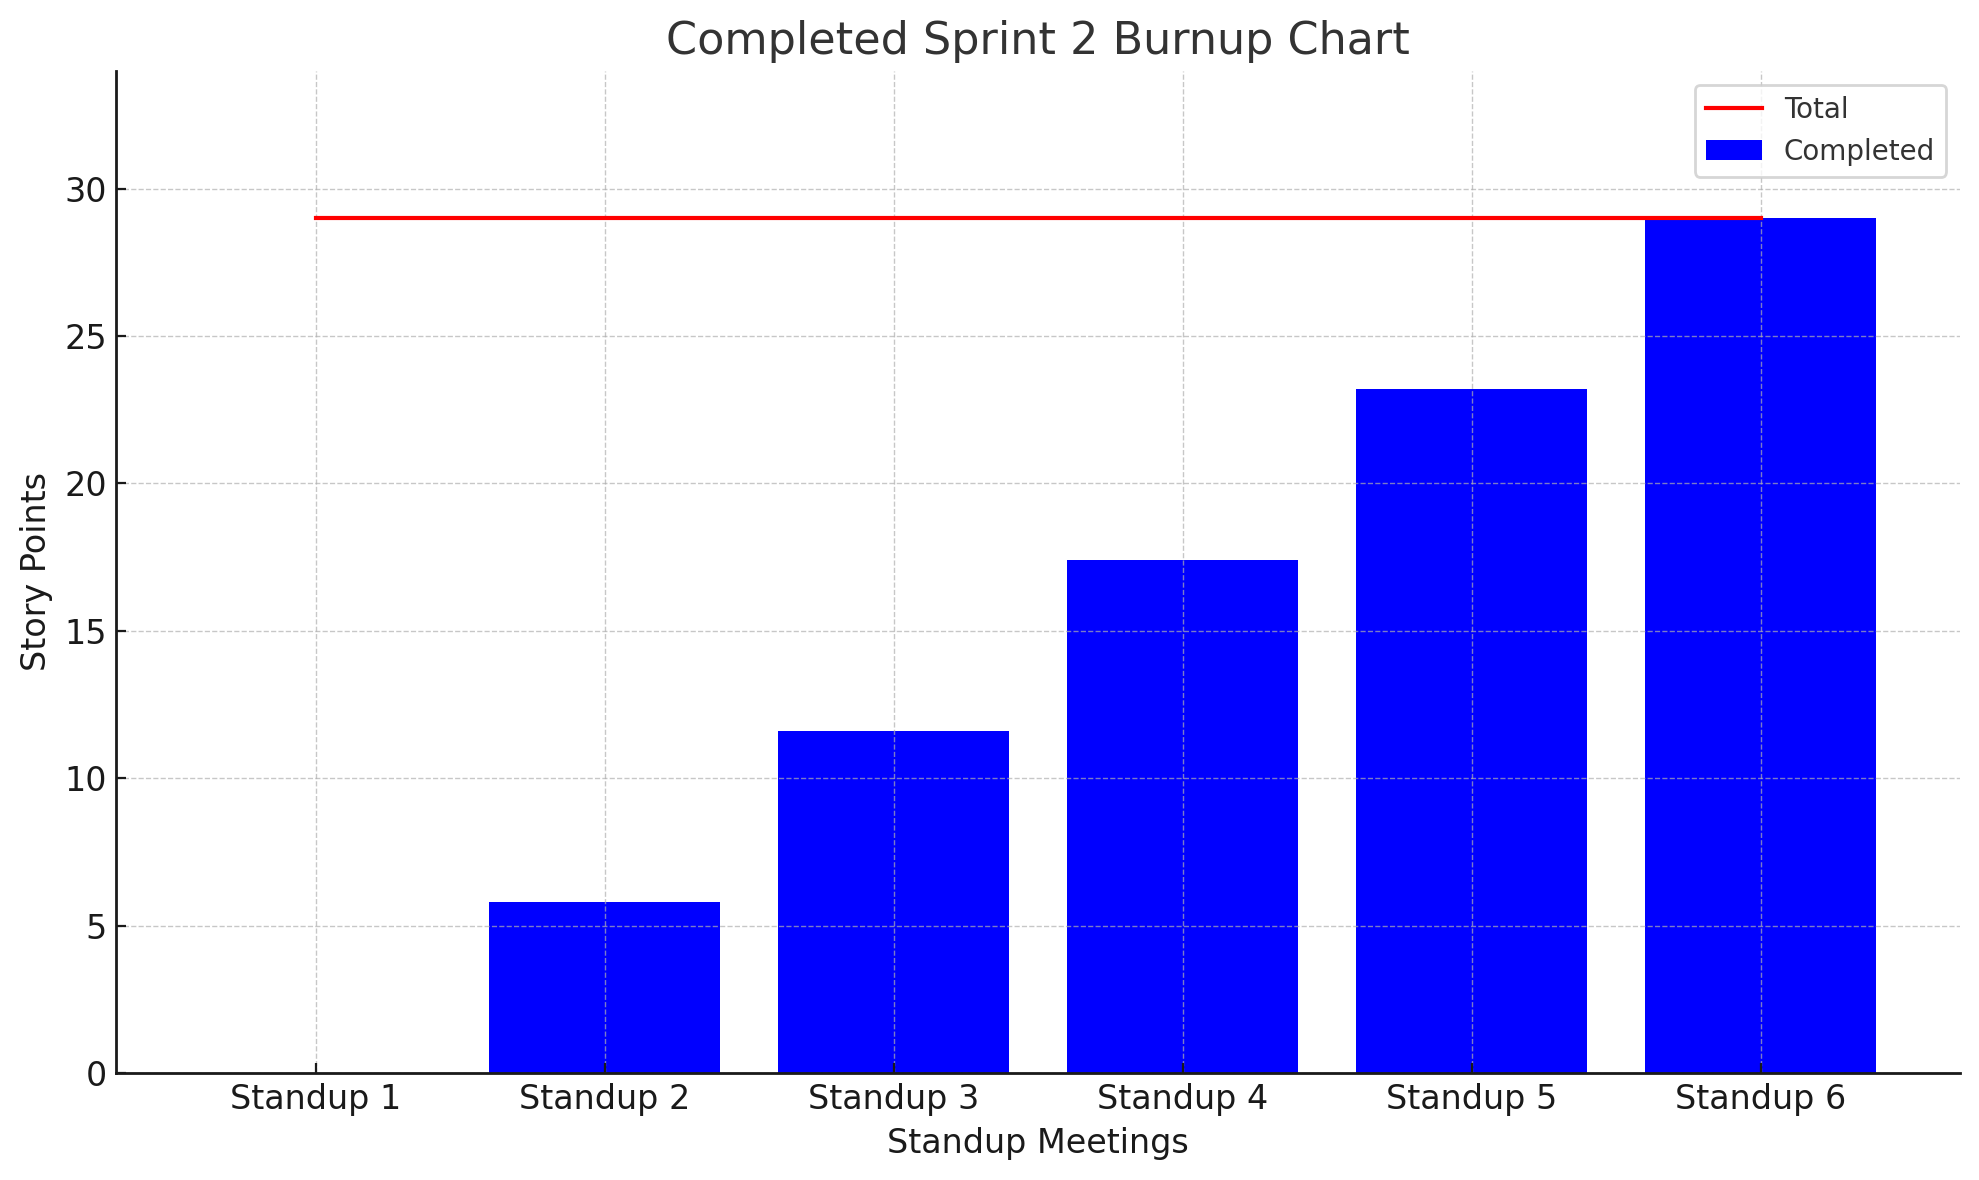 Completed Sprint 2 Burnup Chart
Total
Completed
Story Points
30
25
20
15
10
5
0
Standup 1
Standup 2
Standup 3
Standup 4
Standup 5
Standup 6
Standup Meetings